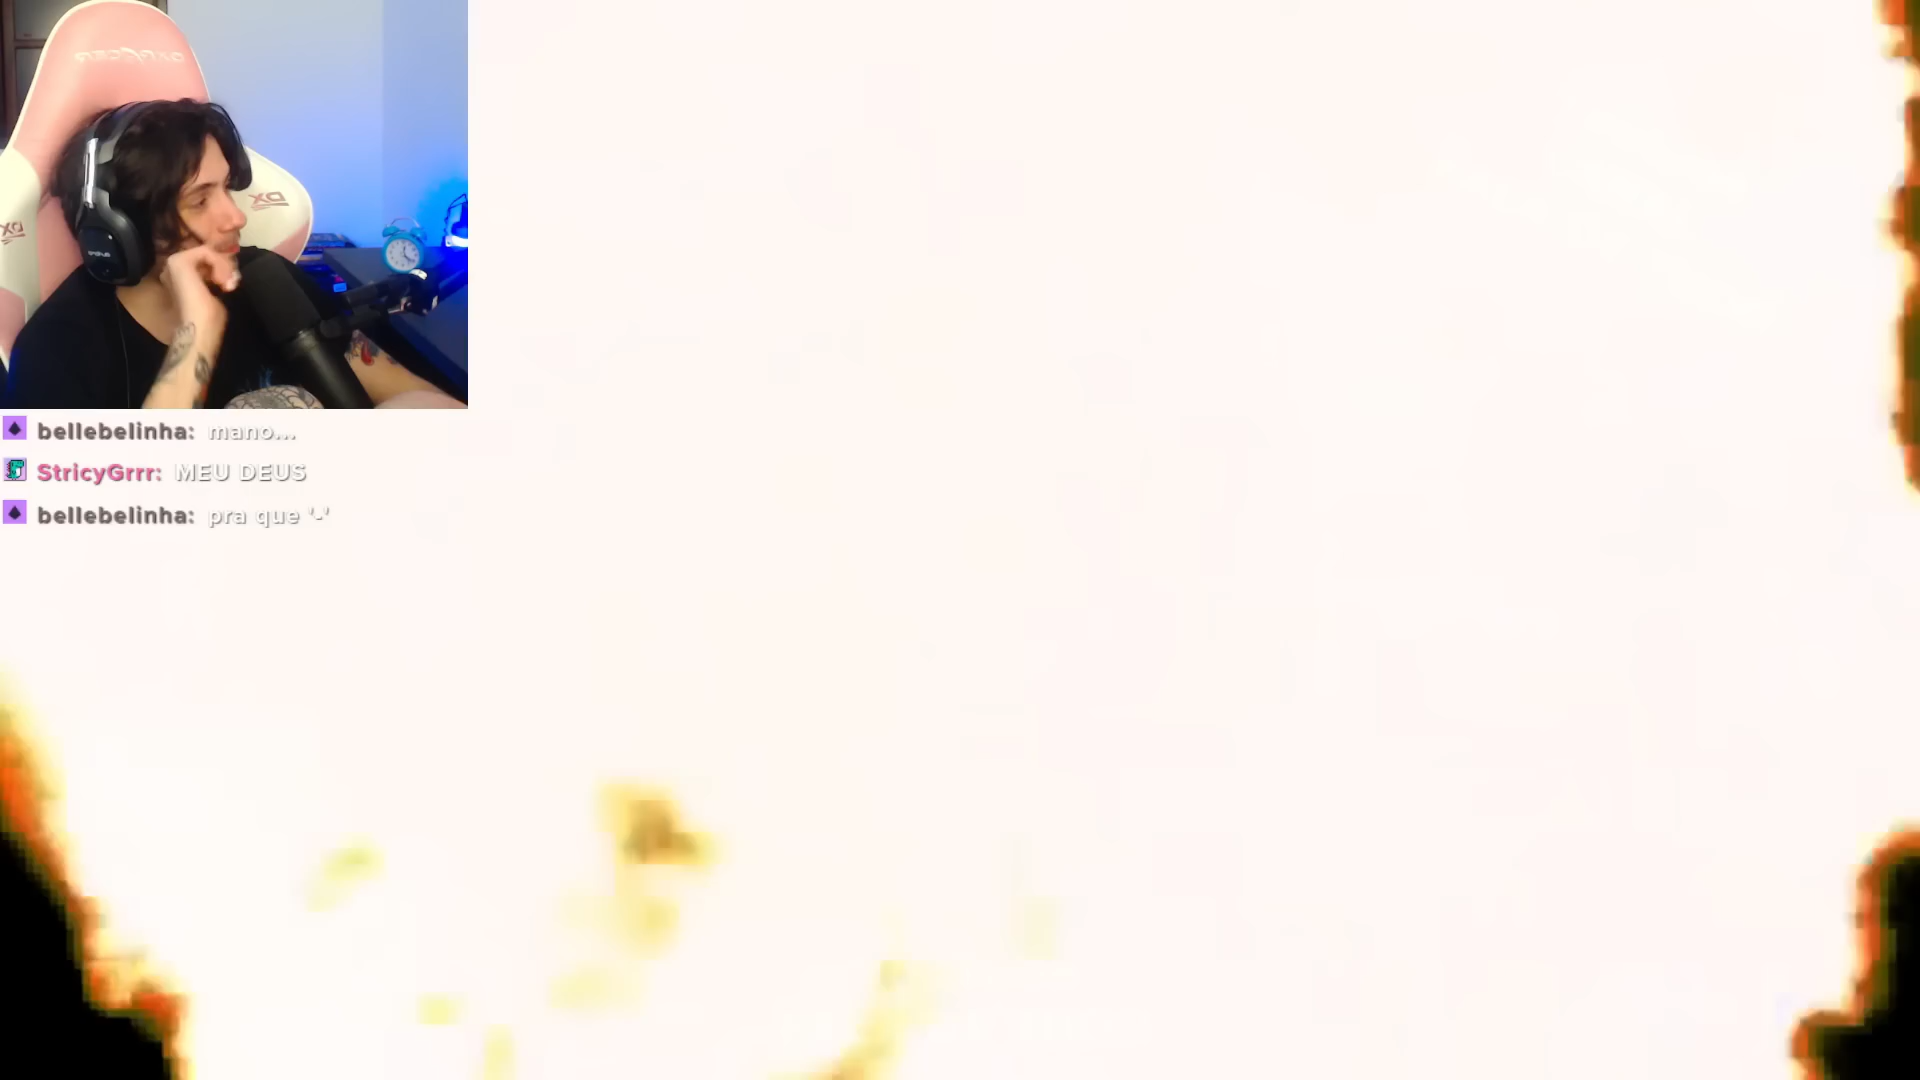 bellebelinha: mano...
StricyGrrr: MEU DEUS
bellebelinha: pra que '-'